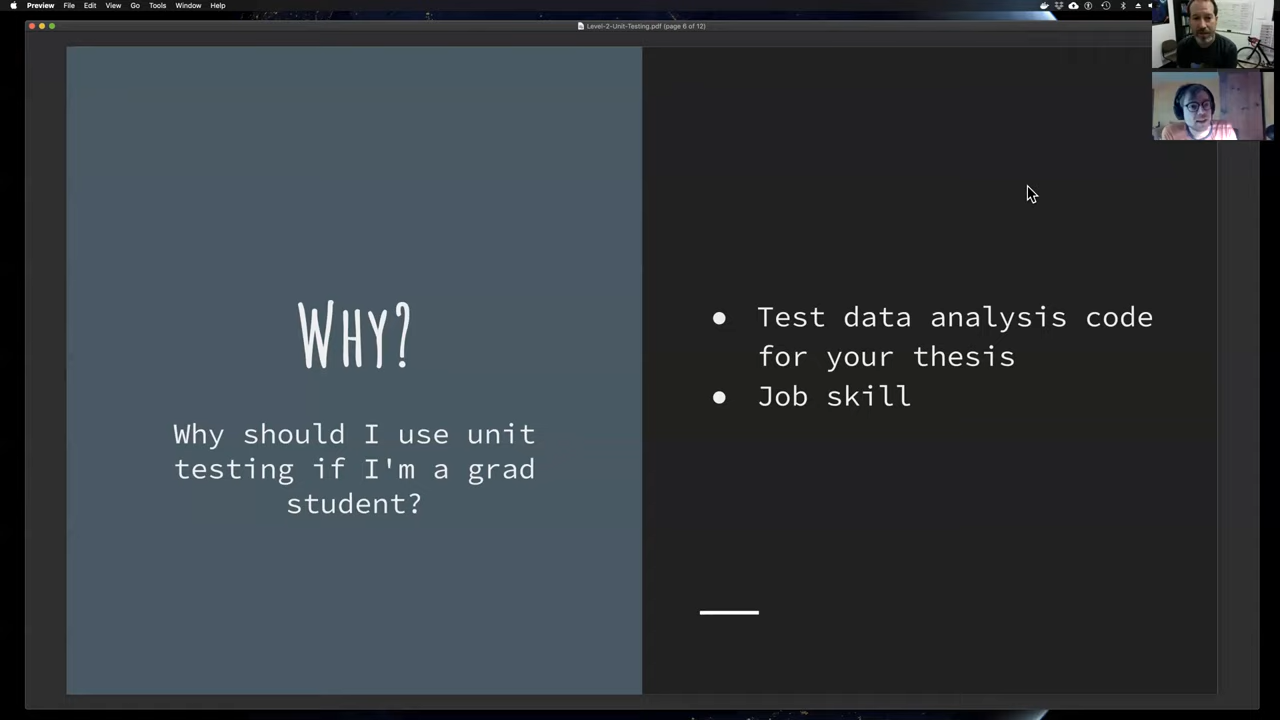 Preview File Edit View Go Tools Window Help
Level-2-Unit-Testing.pdf (page 6 of 12)
WHY?
Why should I use unit
testing if I'm a grad
student?
● Test data analysis code
for your thesis
● Job skill